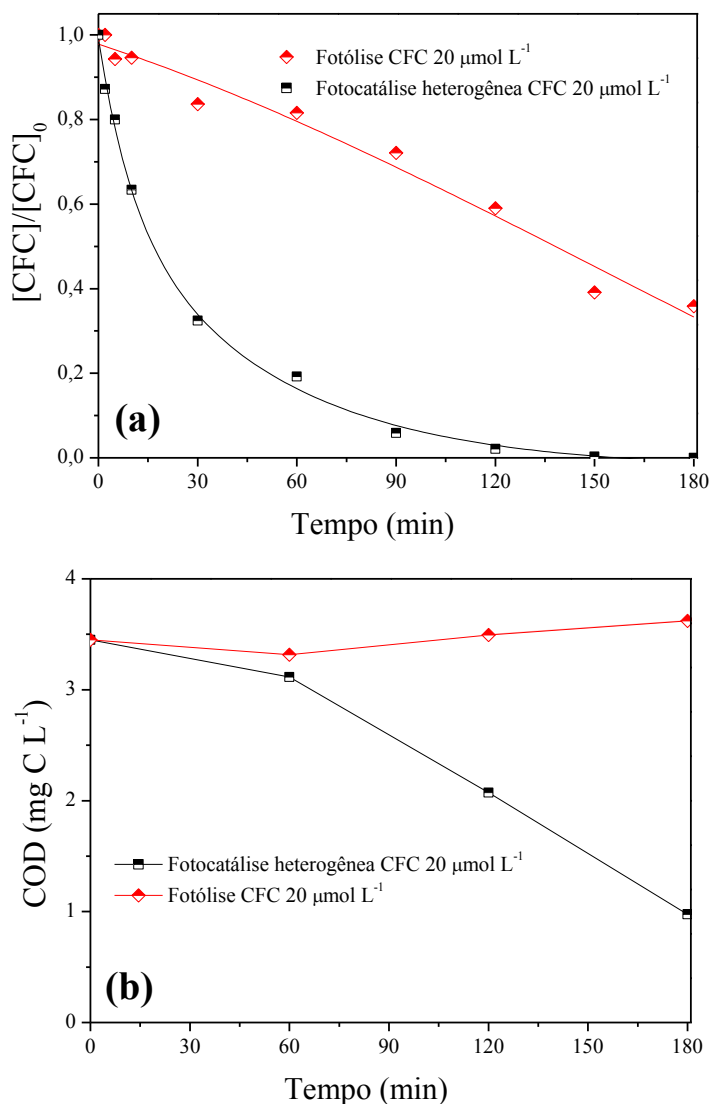 1,0
0,8
0,6
0,4
0,2
0,0
[CFC]/[CFC]0
Fotólise CFC 20 μmol L-1
Fotocatálise heterogênea CFC 20 μmol L-1
(a)
0 30 60 90 120 150 180
Tempo (min)
4
3
2
1
0
COD (mg C L-1)
Fotocatálise heterogênea CFC 20 μmol L-1
Fotólise CFC 20 μmol L-1
(b)
0 30 60 90 120 150 180
Tempo (min)